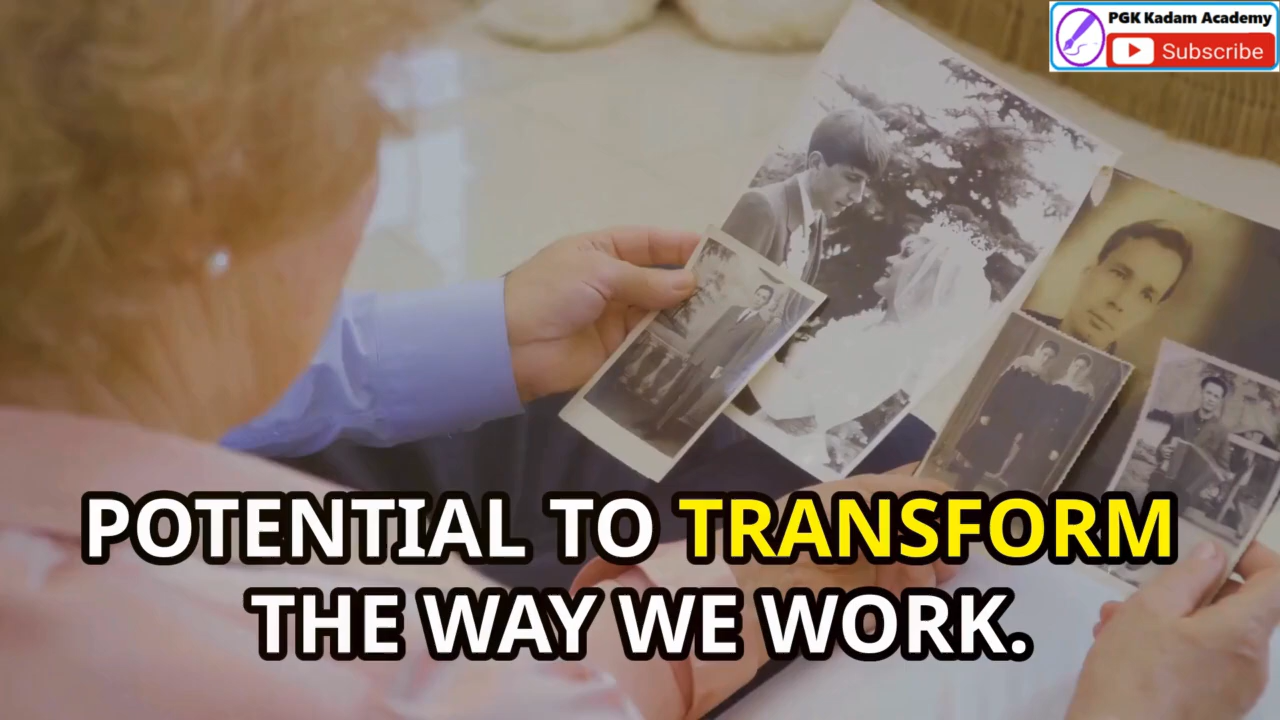 PGK Kadam Academy
Subscribe
POTENTIAL TO TRANSFORM
THE WAY WE WORK.